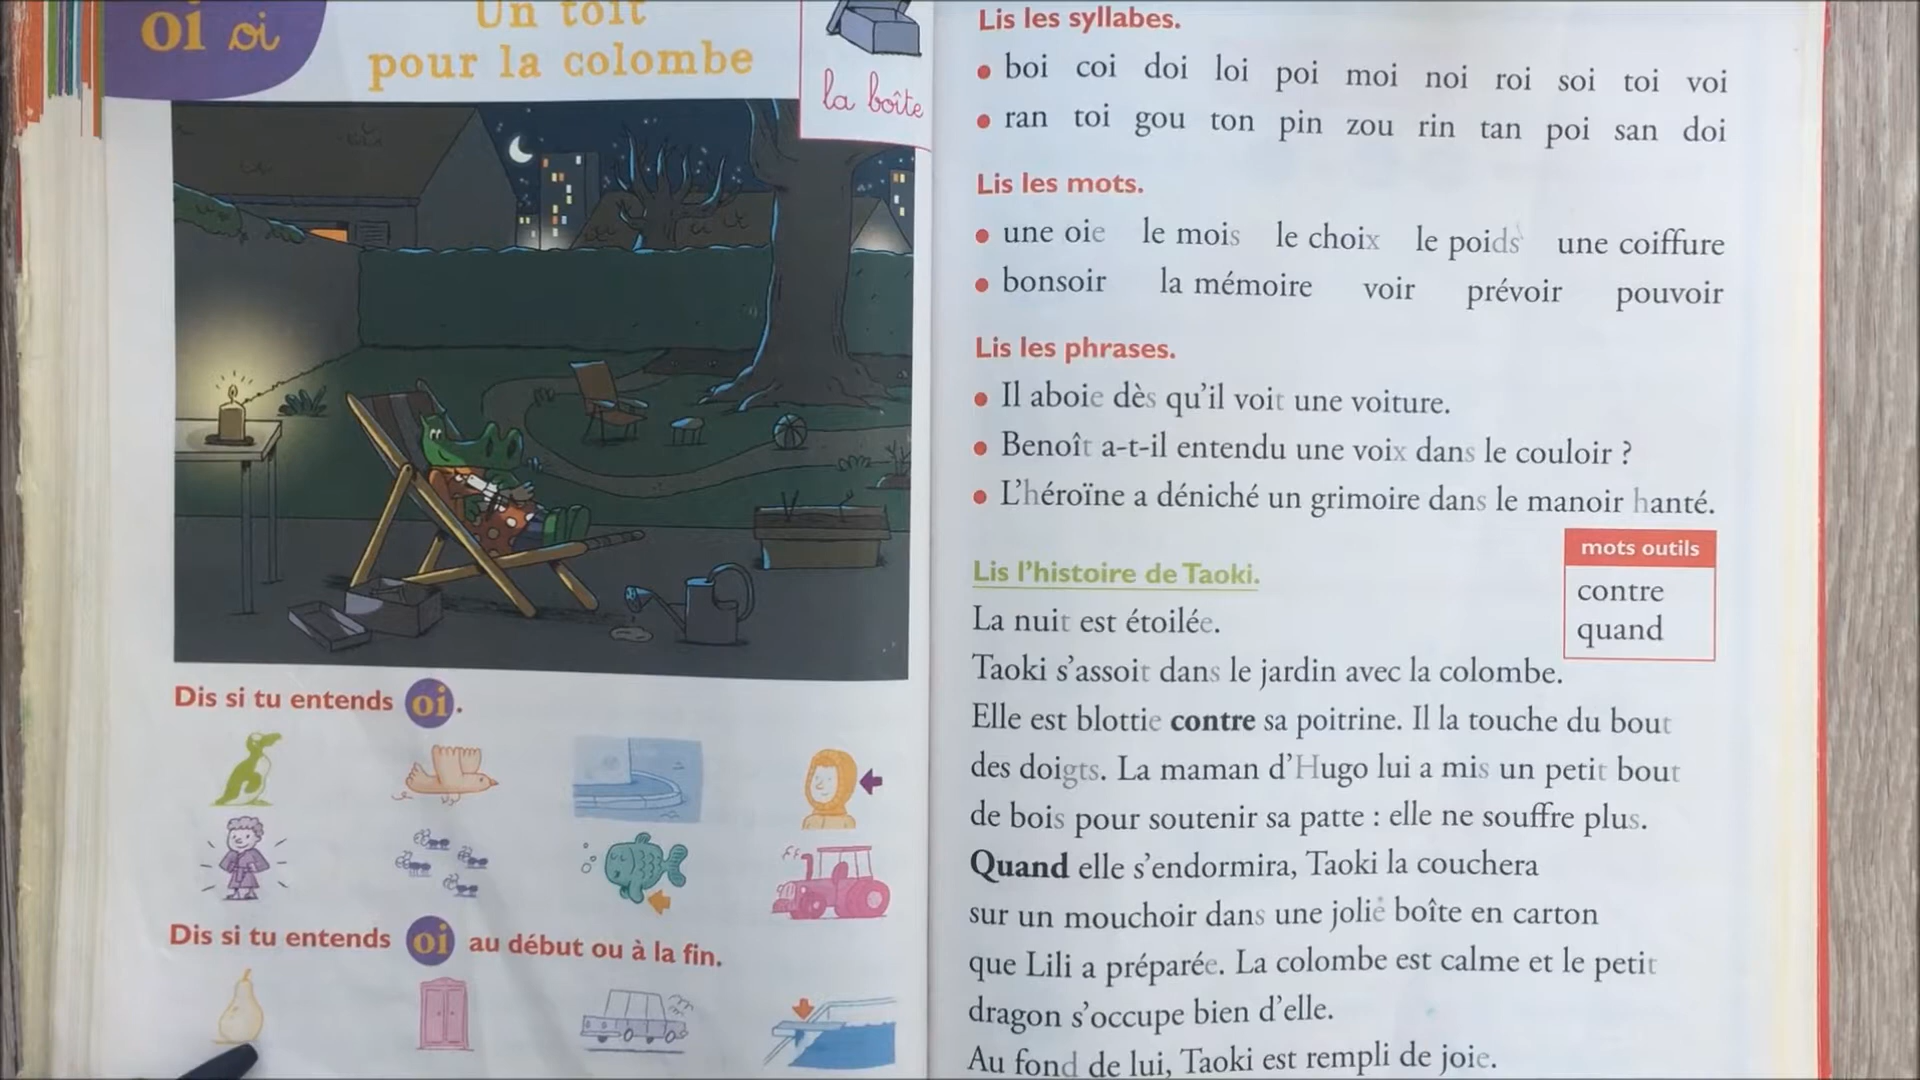 oi oi
Un toit
pour la colombe
la boîte
Dis si tu entends oi.
Dis si tu entends oi au début ou à la fin.
Lis les syllabes.
• boi coi doi loi poi moi noi roi soi toi voi
• ran toi gou ton pin zou rin tan poi san doi
Lis les mots.
• une oie le mois le choix le poids une coiffure
• bonsoir la mémoire voir prévoir pouvoir
Lis les phrases.
• Il aboie dès qu'il voit une voiture.
• Benoît a-t-il entendu une voix dans le couloir ?
• L'héroïne a déniché un grimoire dans le manoir hanté.
mots outils
contre
quand
Lis l'histoire de Taoki.
La nuit est étoilée.
Taoki s'assoit dans le jardin avec la colombe.
Elle est blottie contre sa poitrine. Il la touche du bout
des doigts. La maman d'Hugo lui a mis un petit bout
de bois pour soutenir sa patte : elle ne souffre plus.
Quand elle s'endormira, Taoki la couchera
sur un mouchoir dans une jolie boîte en carton
que Lili a préparée. La colombe est calme et le petit
dragon s'occupe bien d'elle.
Au fond de lui, Taoki est rempli de joie.